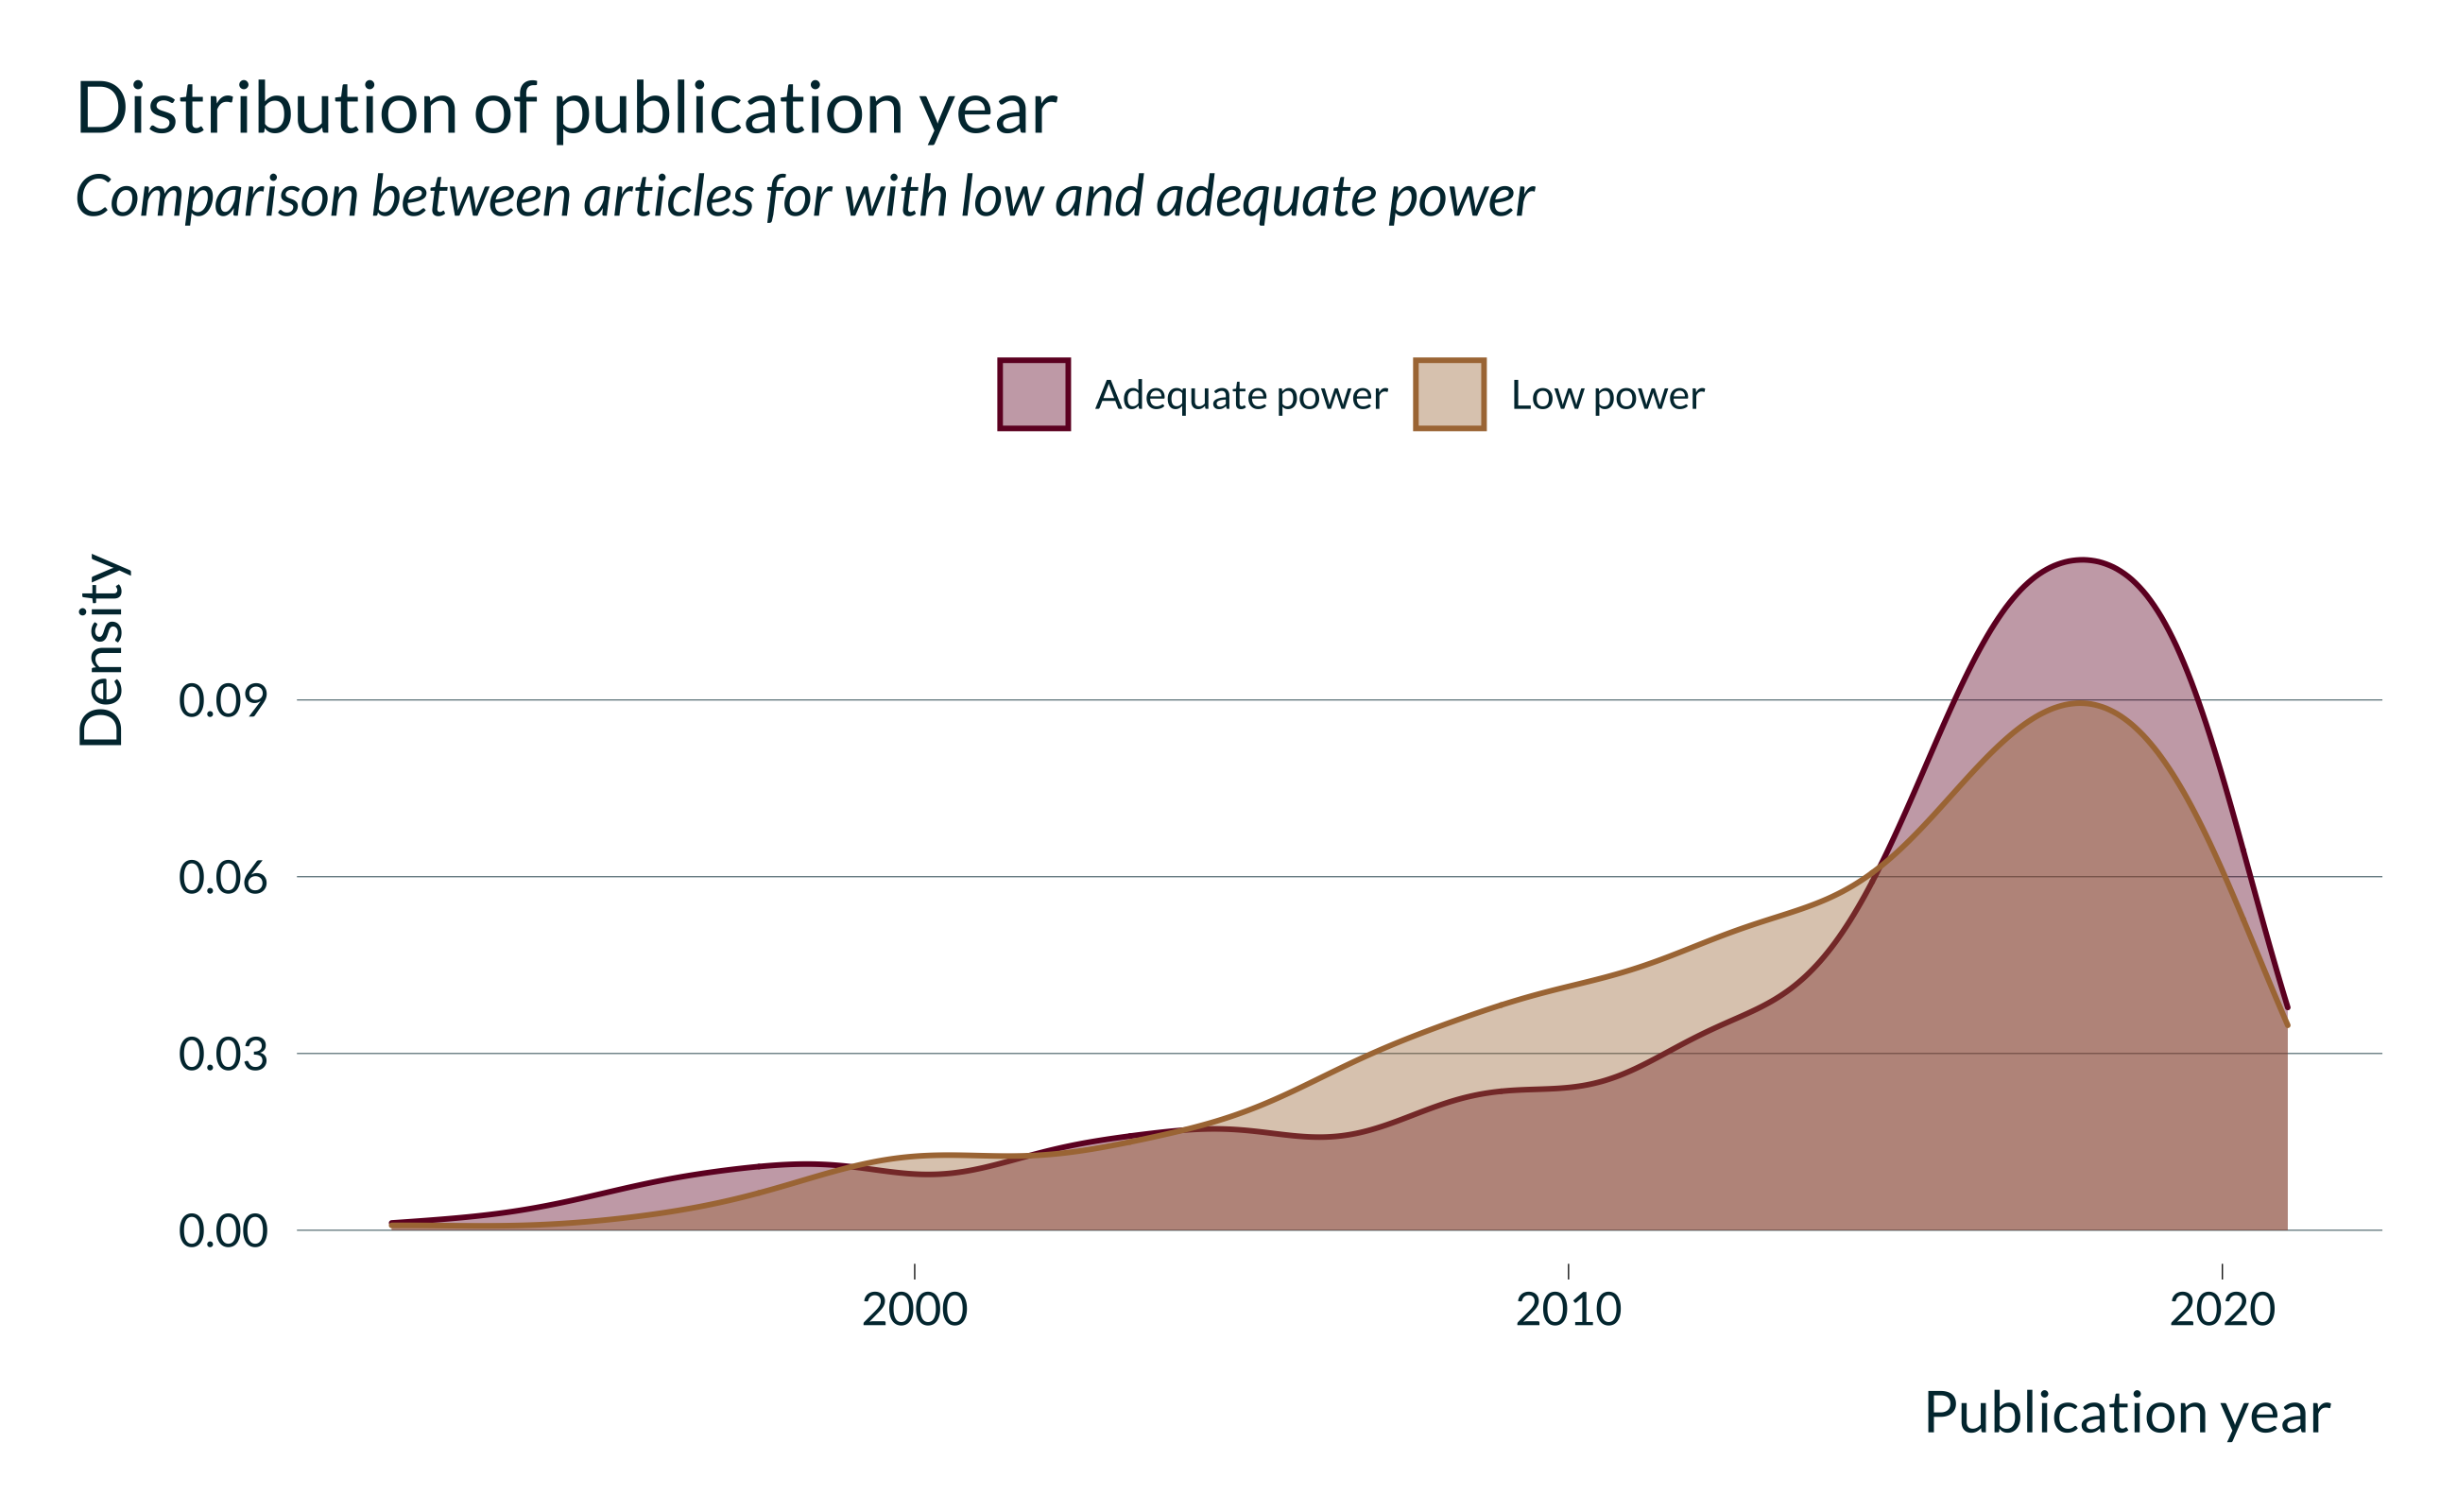 Distribution of publication year
Comparison between articles for with low and adequate power
Adequate power
Low power
Density
0.09
0.06
0.03
0.00
2000
2010
2020
Publication year